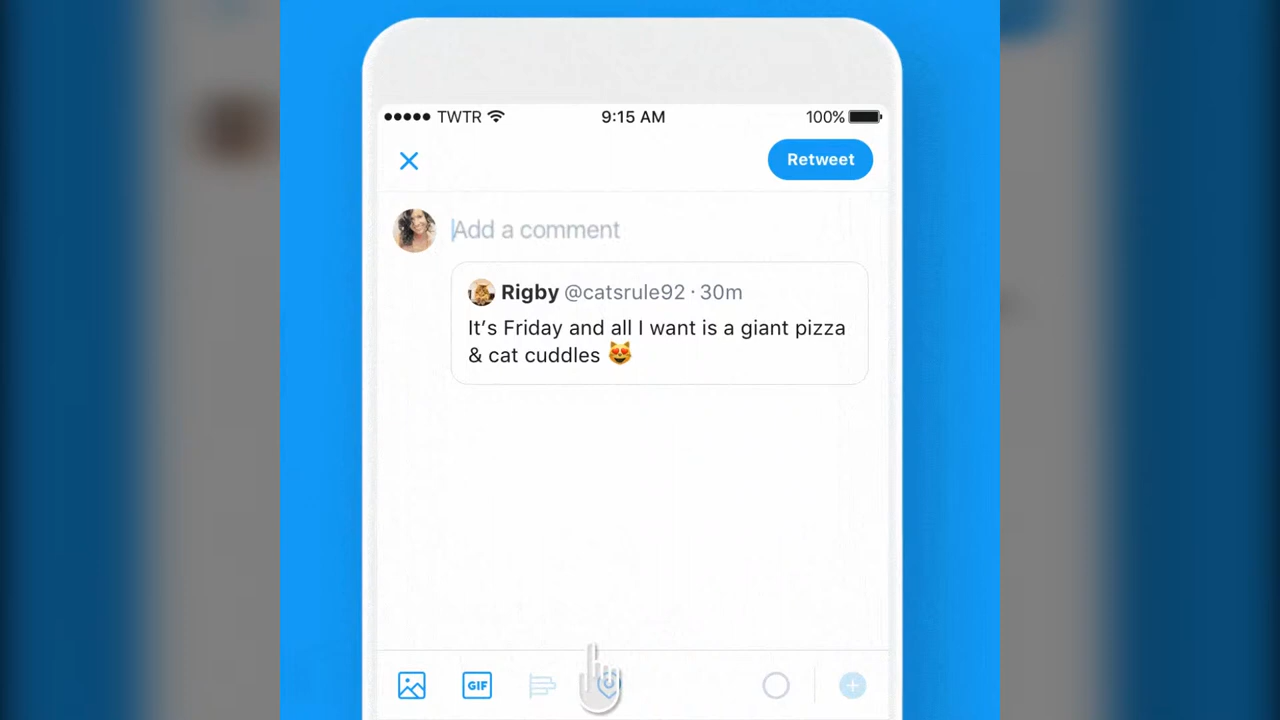 TWTR 9:15 AM 100%
Retweet
Add a comment
Rigby @catsrule92 · 30m
It’s Friday and all I want is a giant pizza
& cat cuddles 😻
GIF